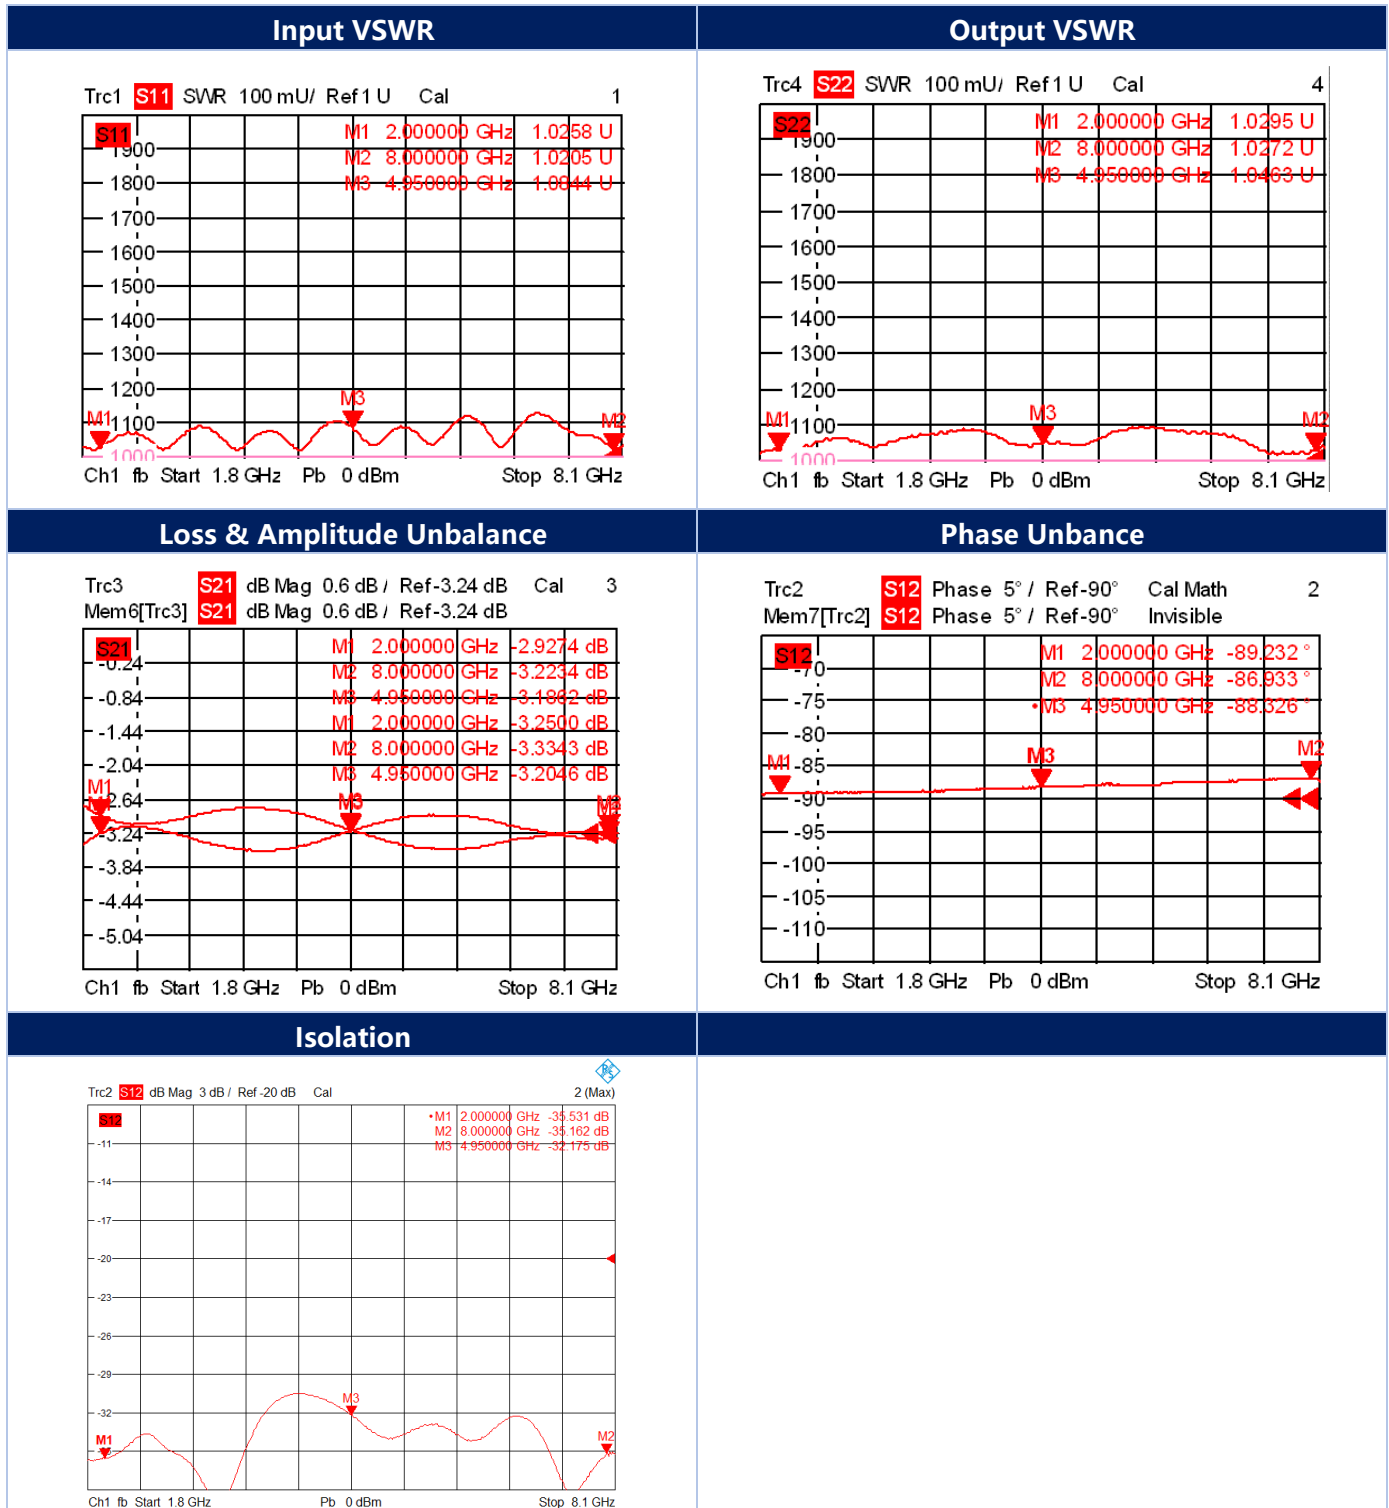 Input VSWR
Output VSWR
Trc1 S11 SWR 100 mU/ Ref 1 U Cal 1
S11
M1 2.000000 GHz 1.0258 U
M2 8.000000 GHz 1.0205 U
M3 4.950000 GHz 1.0844 U
1900
1800
1700
1600
1500
1400
1300
1200
1100
1000
M1
M3
M2
Ch1 fb Start 1.8 GHz Pb 0 dBm Stop 8.1 GHz
Trc4 S22 SWR 100 mU/ Ref 1 U Cal 4
S22
M1 2.000000 GHz 1.0295 U
M2 8.000000 GHz 1.0272 U
M3 4.950000 GHz 1.0463 U
1900
1800
1700
1600
1500
1400
1300
1200
1100
1000
M1
M3
M2
Ch1 fb Start 1.8 GHz Pb 0 dBm Stop 8.1 GHz
Loss & Amplitude Unbalance
Phase Unbance
Trc3 S21 dB Mag 0.6 dB / Ref -3.24 dB Cal 3
Mem6[Trc3] S21 dB Mag 0.6 dB / Ref -3.24 dB
S21
M1 2.000000 GHz -2.9274 dB
M2 8.000000 GHz -3.2234 dB
M3 4.950000 GHz -3.1862 dB
M1 2.000000 GHz -3.2500 dB
M2 8.000000 GHz -3.3343 dB
M3 4.950000 GHz -3.2046 dB
-0.24
-0.84
-1.44
-2.04
-2.64
-3.24
-3.84
-4.44
-5.04
M1
M3
Ch1 fb Start 1.8 GHz Pb 0 dBm Stop 8.1 GHz
Trc2 S12 Phase 5° / Ref -90° Cal Math 2
Mem7[Trc2] S12 Phase 5° / Ref -90° Invisible
S12
M1 2.000000 GHz -89.232 °
M2 8.000000 GHz -86.933 °
•M3 4.950000 GHz -88.326 °
-70
-75
-80
-85
-90
-95
-100
-105
-110
M1
M3
M2
Ch1 fb Start 1.8 GHz Pb 0 dBm Stop 8.1 GHz
Isolation
Trc2 S12 dB Mag 3 dB / Ref -20 dB Cal 2 (Max)
S12
•M1 2.000000 GHz -35.531 dB
M2 8.000000 GHz -35.162 dB
M3 4.950000 GHz -32.175 dB
-11
-14
-17
-20
-23
-26
-29
-32
M1
M3
M2
Ch1 fb Start 1.8 GHz Pb 0 dBm Stop 8.1 GHz